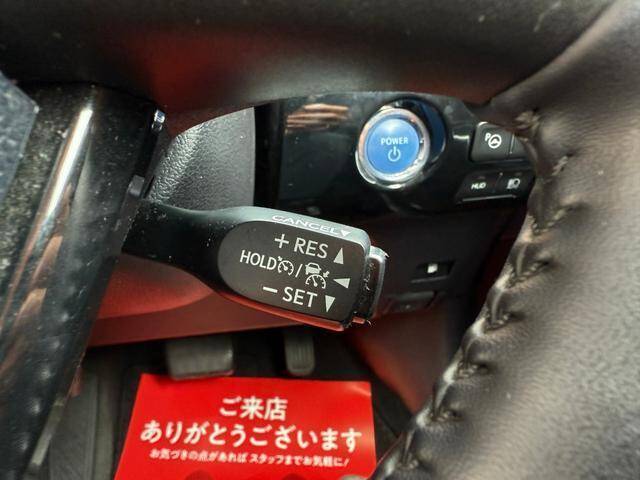 POWER
P
HUD
CANCEL▼
+ RES ▲
HOLD /
− SET ▼
ご来店
ありがとうございます
お気づきの点があれば スタッフまでお気軽に!